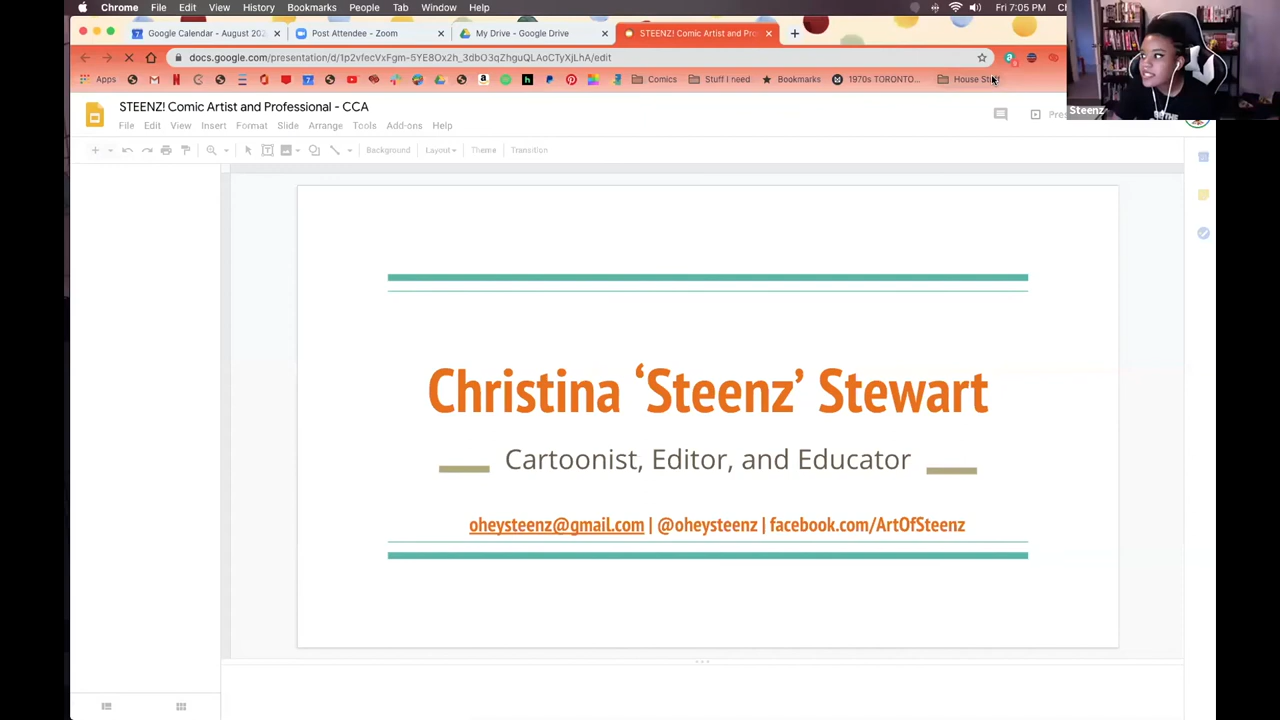 Chrome File Edit View History Bookmarks People Tab Window Help
Fri 7:05 PM
Google Calendar - August 202
Post Attendee - Zoom
My Drive - Google Drive
STEENZ! Comic Artist and Pro
docs.google.com/presentation/d/1p2vfecVxFgm-5YE8Ox2h_3dbO3qZhguQLAoCTyXjLhA/edit
Apps
Comics
Stuff I need
Bookmarks
1970s TORONTO...
House Stuff
Steenz
STEENZ! Comic Artist and Professional - CCA
File Edit View Insert Format Slide Arrange Tools Add-ons Help
Background Layout Theme Transition
Christina ‘Steenz’ Stewart
Cartoonist, Editor, and Educator
oheysteenz@gmail.com | @oheysteenz | facebook.com/ArtOfSteenz